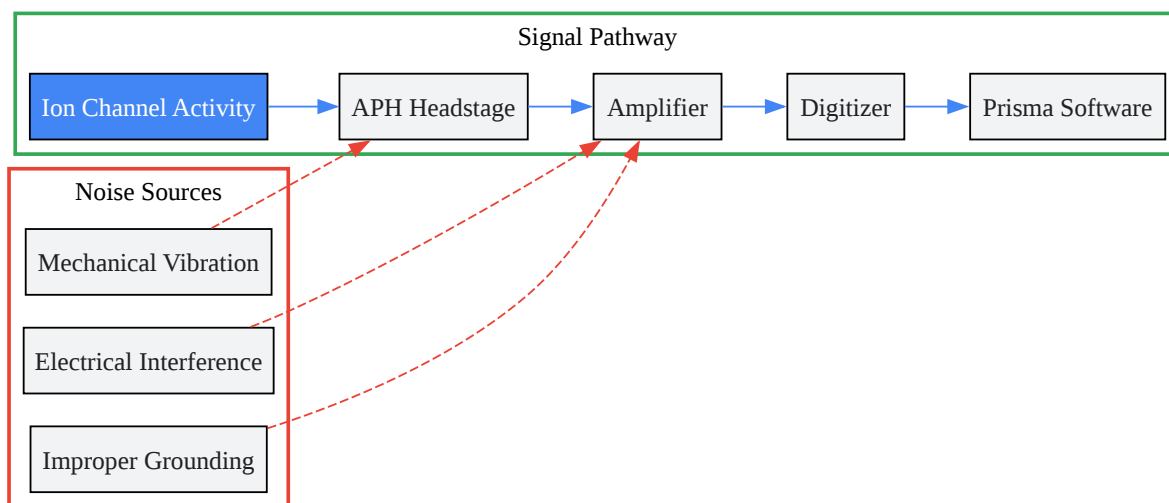 Signal Pathway
Ion Channel Activity
APH Headstage
Amplifier
Digitizer
Prisma Software
Noise Sources
Mechanical Vibration
Electrical Interference
Improper Grounding